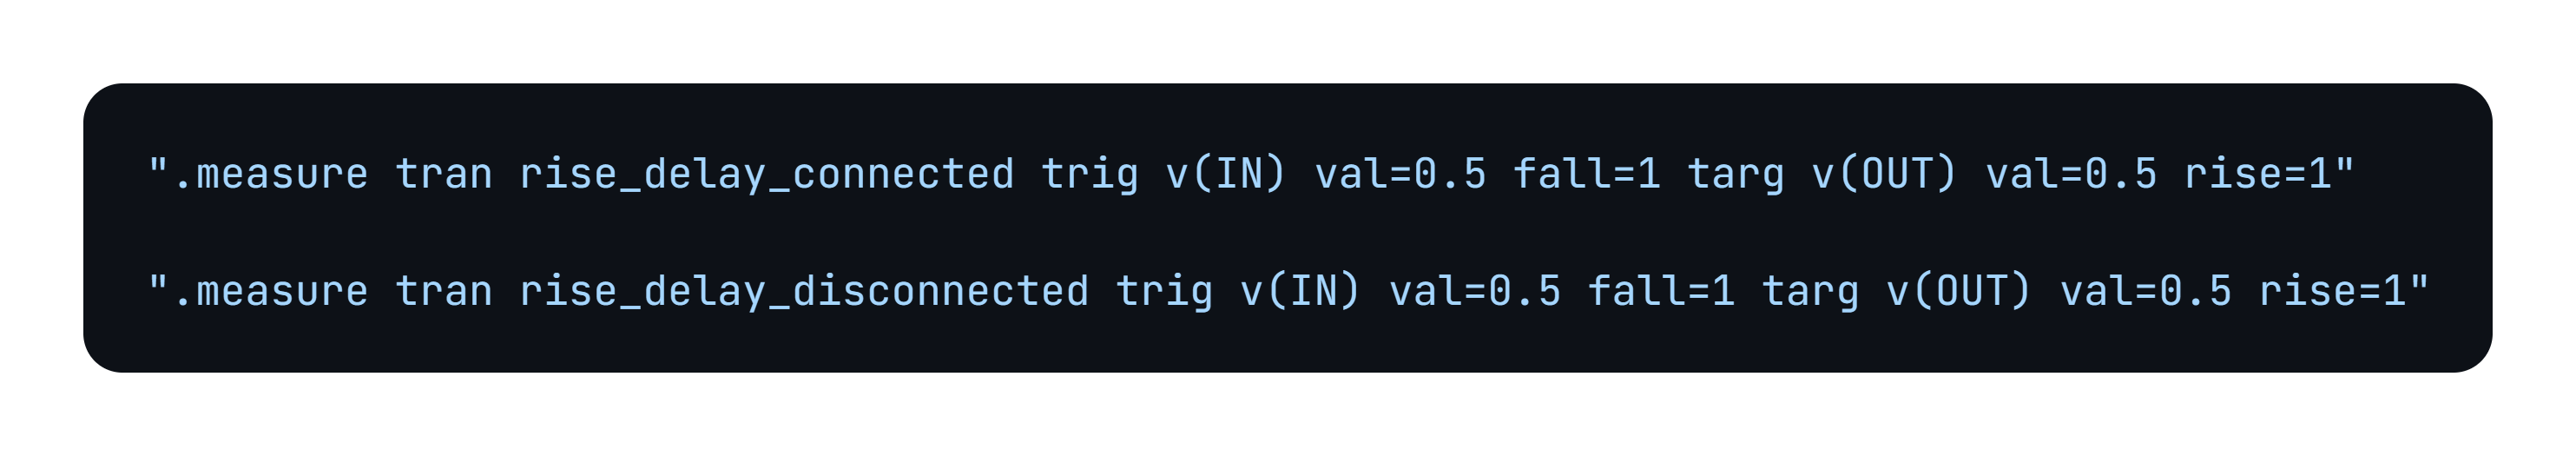 ".measure tran rise_delay_connected trig v(IN) val=0.5 fall=1 targ v(OUT) val=0.5 rise=1"
".measure tran rise_delay_disconnected trig v(IN) val=0.5 fall=1 targ v(OUT) val=0.5 rise=1"